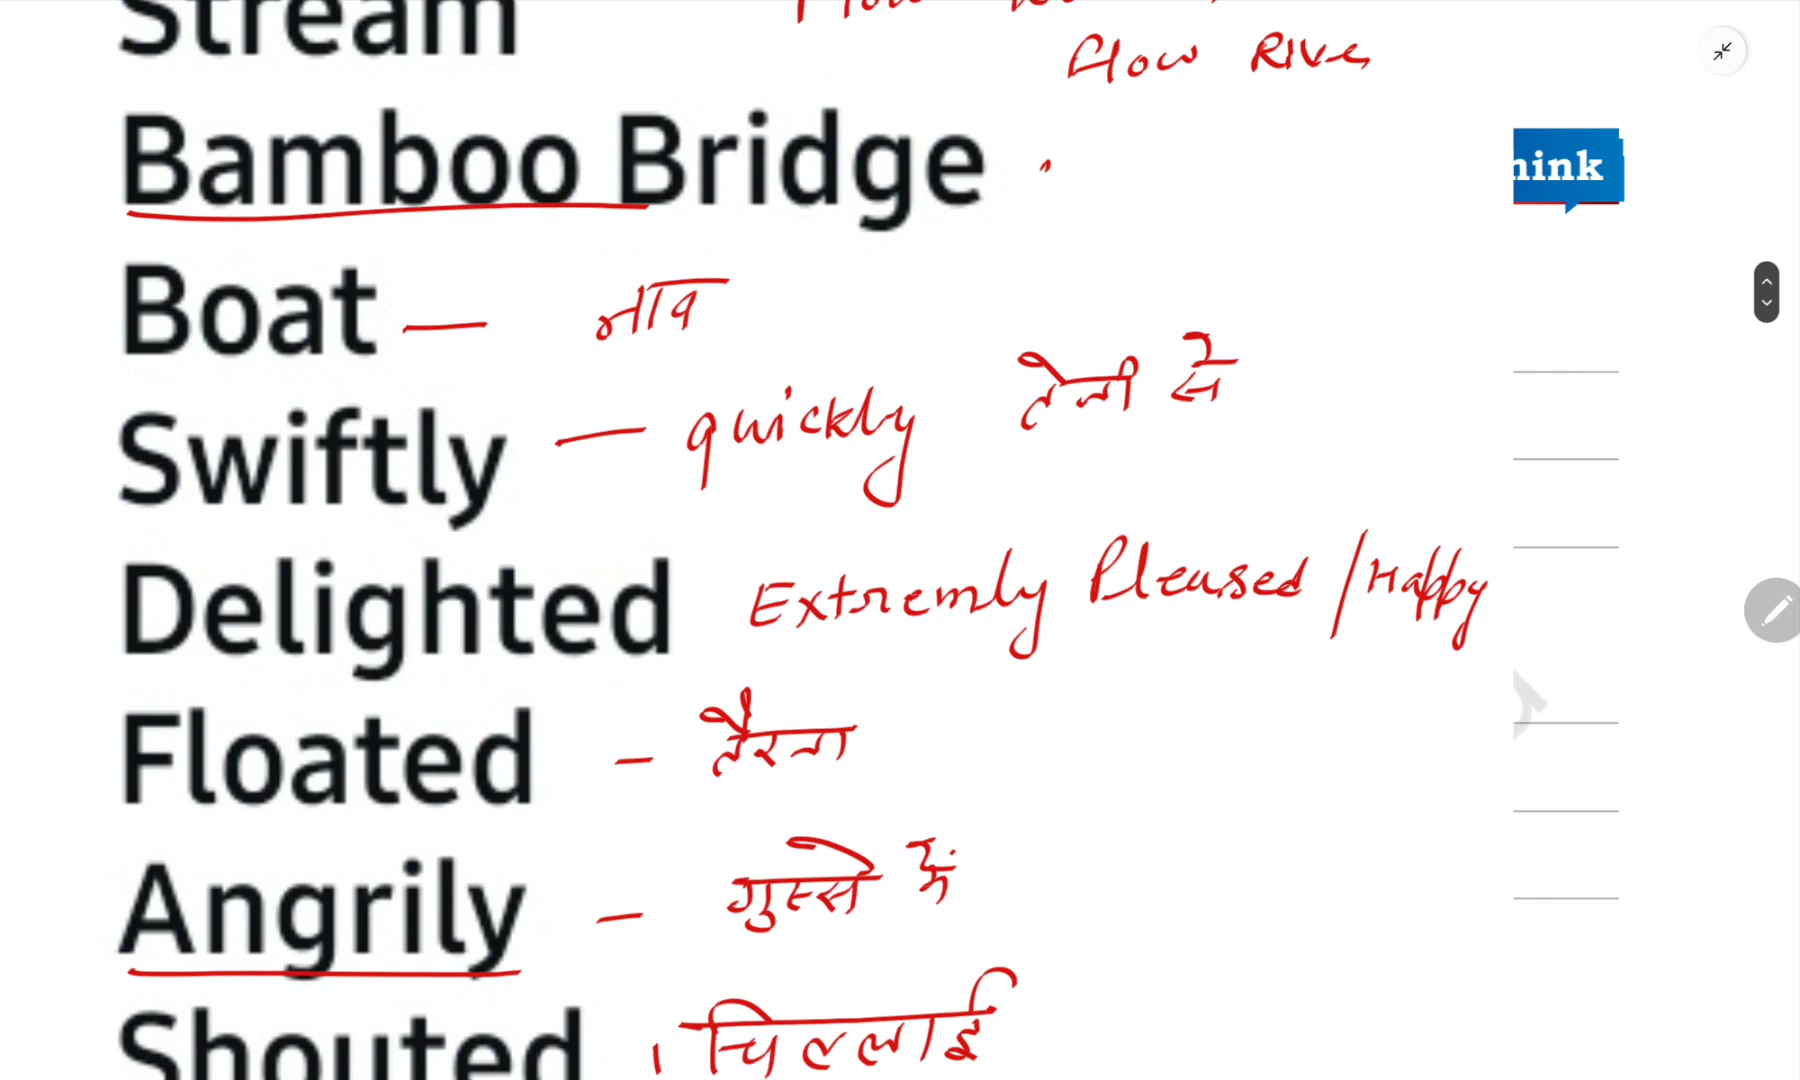 Stream
flow River
Bamboo Bridge
hink
Boat — नाव
Swiftly — quickly तेजी से
Delighted Extremly Pleased / Happy
Floated - तैरना
Angrily - गुस्से में
Shouted चिल्लाई